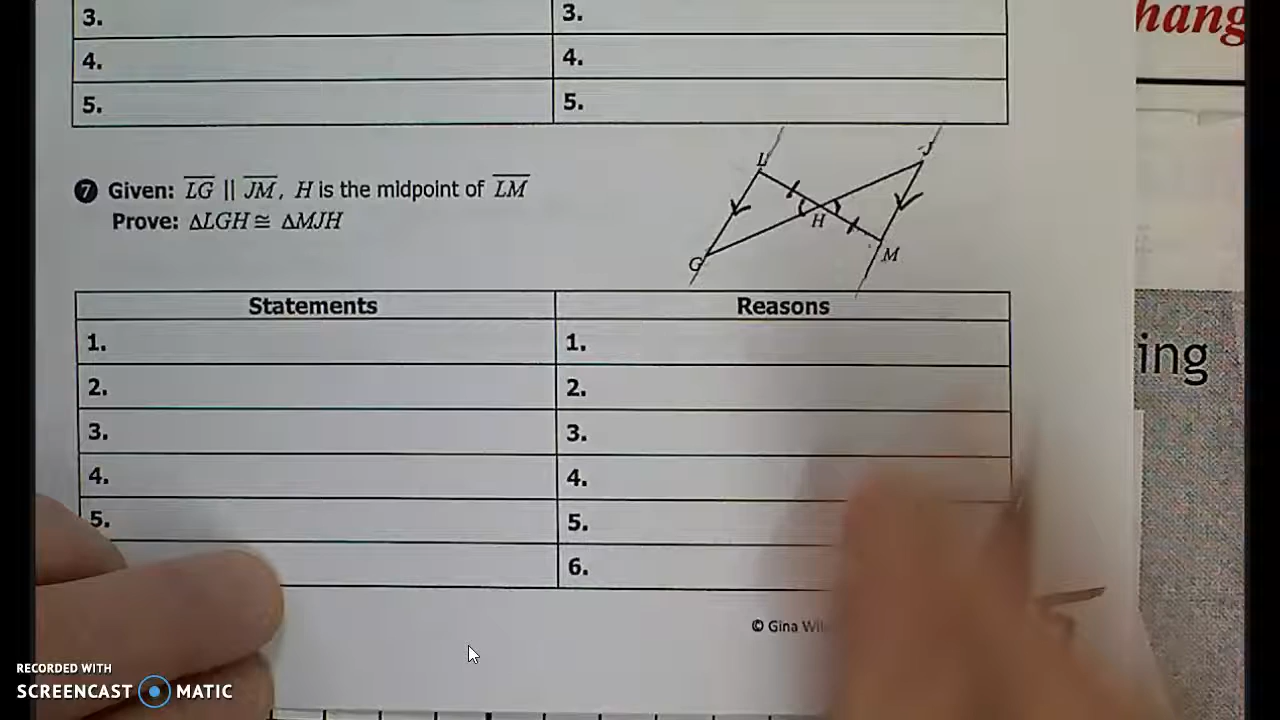 3. 3.
hang
4. 4.
5. 5.
7 Given: LG || JM, H is the midpoint of LM
Prove: ΔLGH ≅ ΔMJH
L J
H
G M
Statements Reasons
1. 1.
ing
2. 2.
3. 3.
4. 4.
5. 5.
6.
© Gina
RECORDED WITH
SCREENCAST MATIC